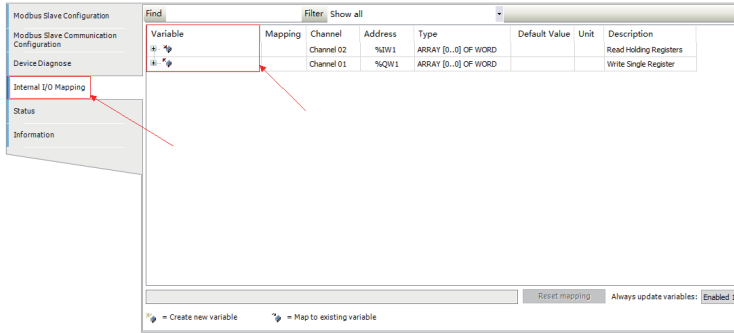 Modbus Slave Configuration
Modbus Slave Communication
Configuration
Device Diagnose
Internal I/O Mapping
Status
Information
Find Filter Show all
Variable Mapping Channel Address Type Default Value Unit Description
Channel 02 %IW1 ARRAY [0..0] OF WORD Read Holding Registers
Channel 01 %QW1 ARRAY [0..0] OF WORD Write Single Register
Reset mapping Always update variables: Enabled 1
= Create new variable = Map to existing variable